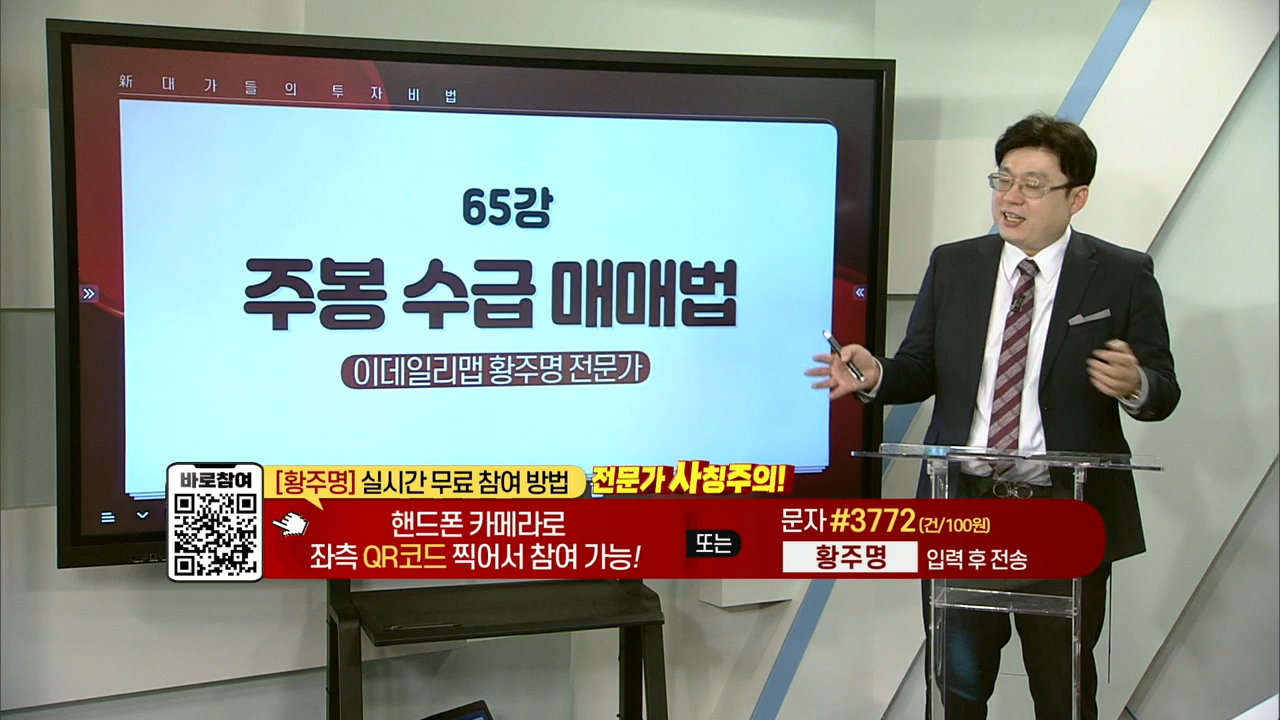 新대가들의투자비법
65강
주봉 수급 매매법
이데일리맵 황주명 전문가
바로참여
[황주명] 실시간 무료 참여 방법
전문가 사칭주의!
핸드폰 카메라로
좌측 QR코드 찍어서 참여 가능!
또는
문자 #3772 (건/100원)
황주명 입력 후 전송